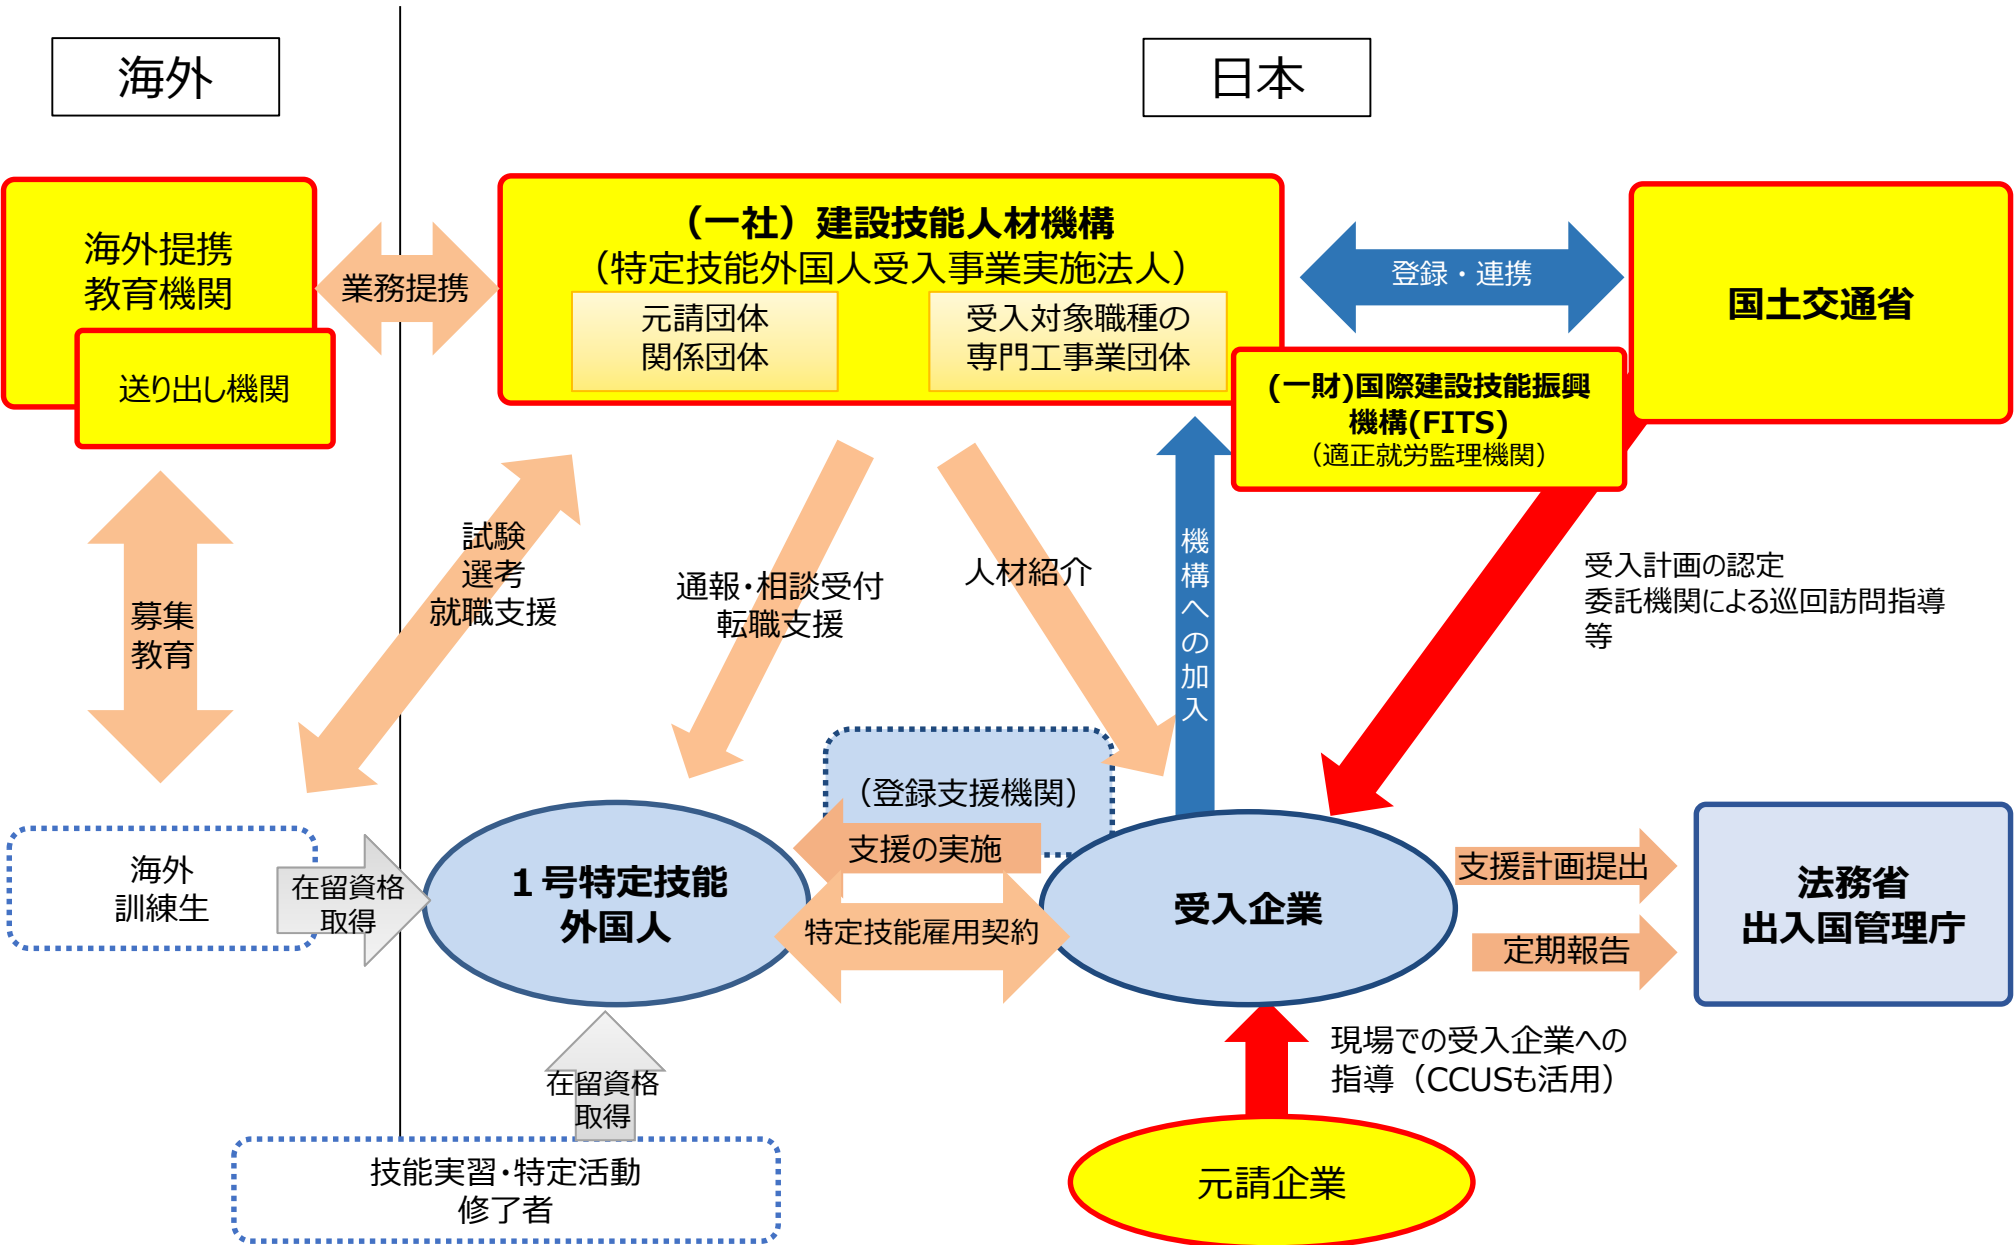 海外
日本
海外提携
教育機関
送り出し機関
業務提携
（一社）建設技能人材機構
（特定技能外国人受入事業実施法人）
元請団体
関係団体
受入対象職種の
専門工事業団体
登録・連携
国土交通省
(一財)国際建設技能振興
機構(FITS)
（適正就労監理機関）
募集
教育
試験
選考
就職支援
通報・相談受付
転職支援
人材紹介
機構への加入
受入計画の認定
委託機関による巡回訪問指導
等
（登録支援機関）
支援の実施
海外
訓練生
在留資格
取得
１号特定技能
外国人
特定技能雇用契約
受入企業
支援計画提出
定期報告
法務省
出入国管理庁
在留資格
取得
現場での受入企業への
指導（CCUSも活用）
技能実習・特定活動
修了者
元請企業